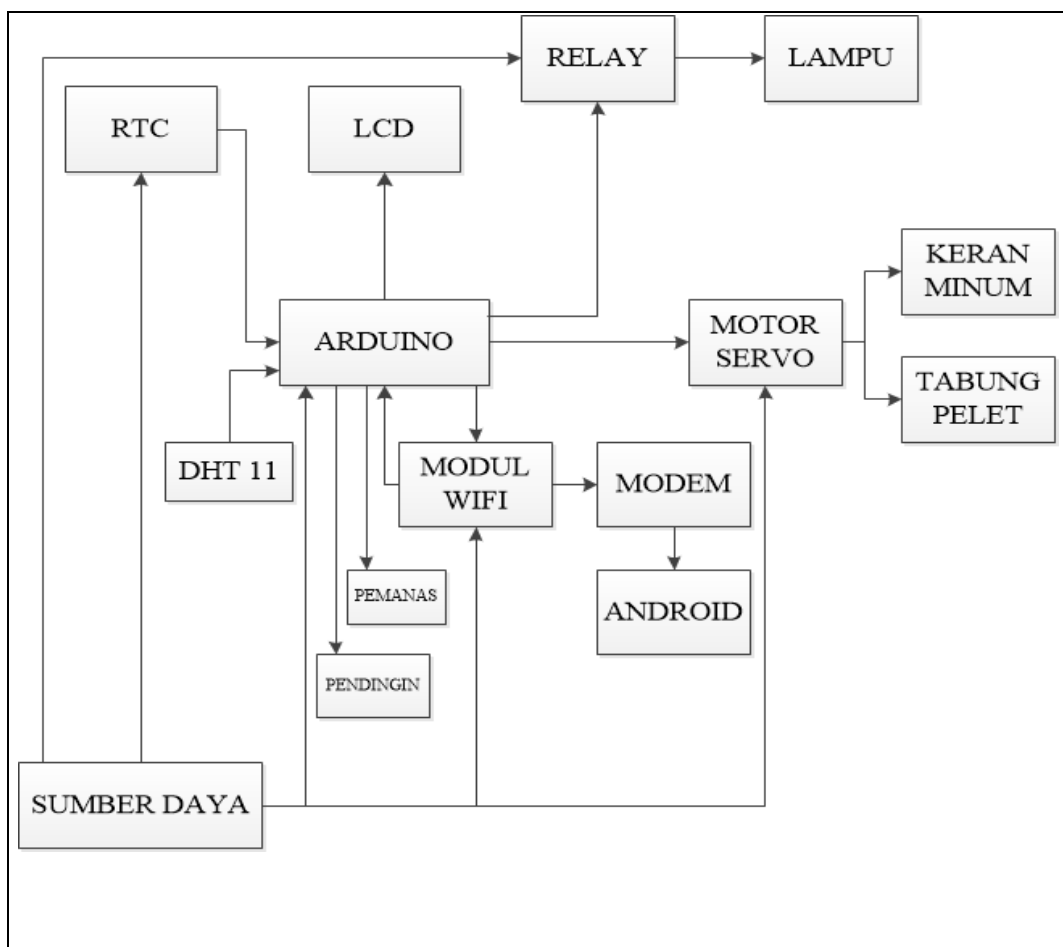 RELAY
LAMPU
RTC
LCD
KERAN
MINUM
ARDUINO
MOTOR
SERVO
TABUNG
PELET
DHT 11
MODUL
WIFI
MODEM
PEMANAS
ANDROID
PENDINGIN
SUMBER DAYA